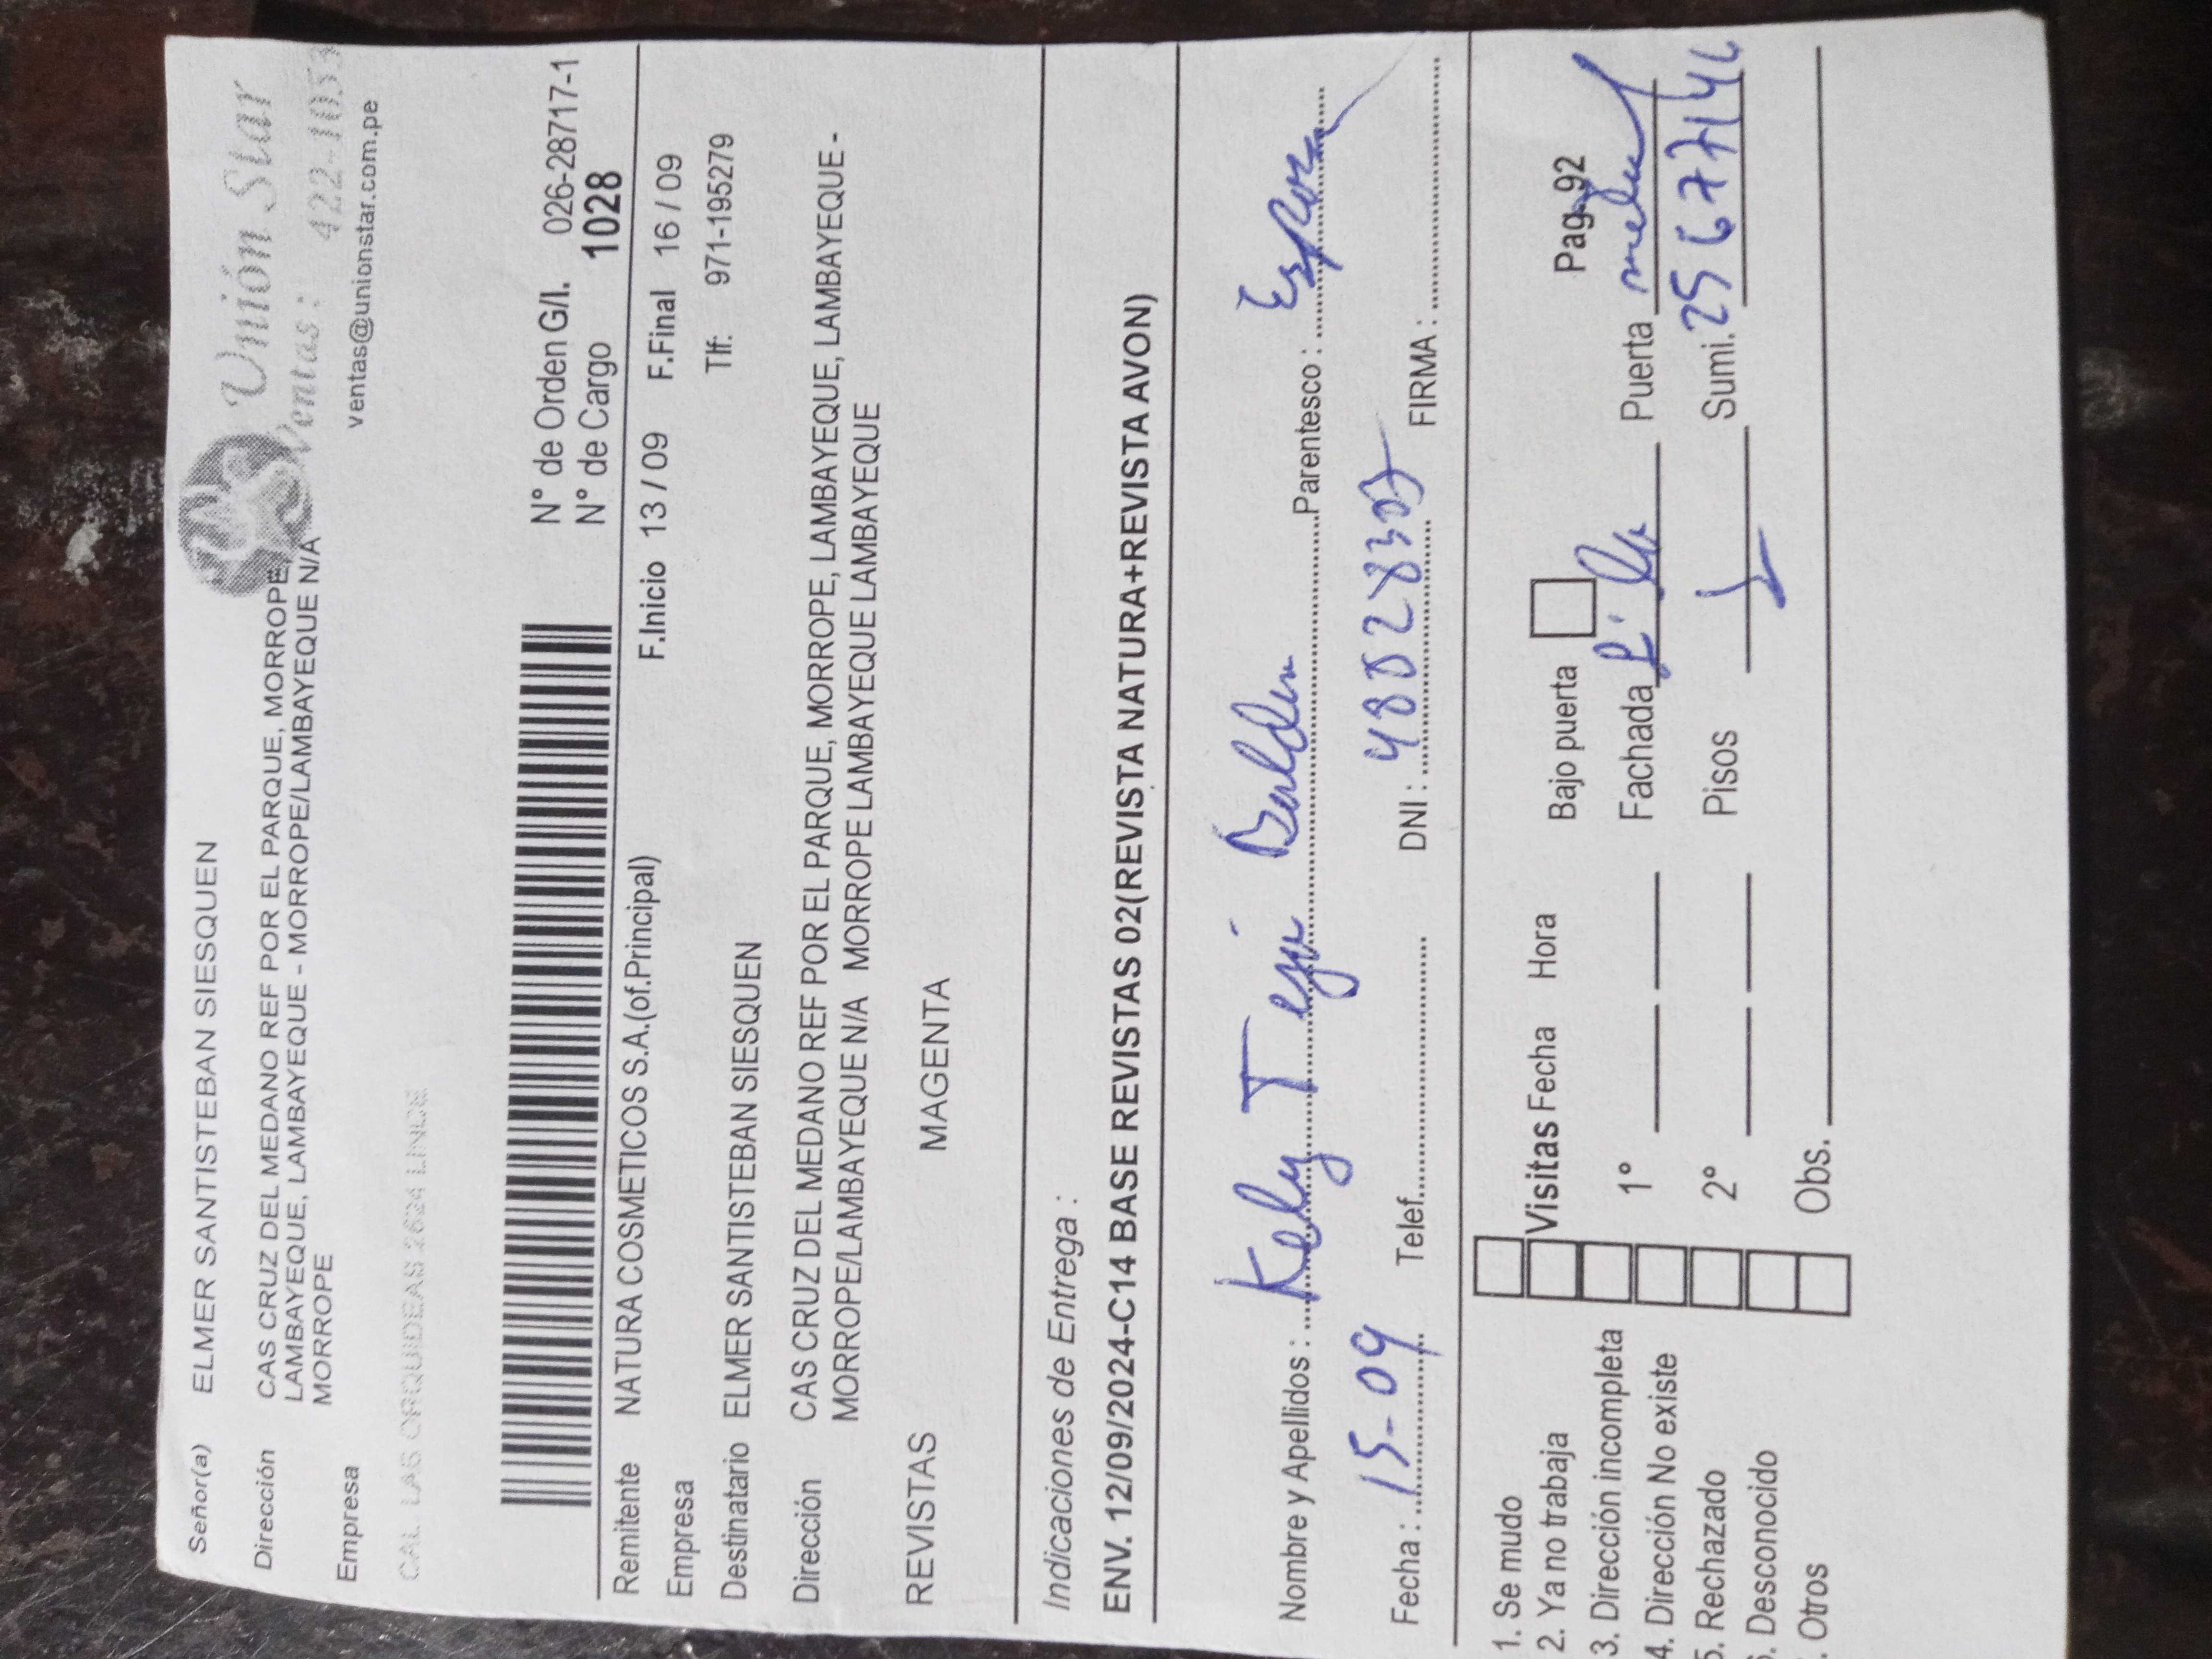 Señor(a) ELMER SANTISTEBAN SIESQUEN
Unión Star
Ventas: 422-1053
ventas@unionstar.com.pe
Dirección CAS CRUZ DEL MEDANO REF POR EL PARQUE, MORROPE,
LAMBAYEQUE, LAMBAYEQUE - MORROPE/LAMBAYEQUE N/A
MORROPE
Empresa
CAL. LAS ORQUIDEAS 2624 LINCE
N° de Orden G/I. 026-28717-1
N° de Cargo 1028
Remitente NATURA COSMETICOS S.A.(of.Principal) F.Inicio 13 / 09 F.Final 16 / 09
Empresa Tlf: 971-195279
Destinatario ELMER SANTISTEBAN SIESQUEN
Dirección CAS CRUZ DEL MEDANO REF POR EL PARQUE, MORROPE, LAMBAYEQUE, LAMBAYEQUE -
MORROPE/LAMBAYEQUE N/A MORROPE LAMBAYEQUE LAMBAYEQUE LAMBAYEQUE
REVISTAS MAGENTA
Indicaciones de Entrega :
ENV. 12/09/2024-C14 BASE REVISTAS 02(REVISTA NATURA+REVISTA AVON)
Nombre y Apellidos : Kely Parentesco :
Fecha : 15-09 Telef. DNI : FIRMA :
1. Se mudo
2. Ya no trabaja Visitas Fecha Hora Bajo puerta Pag.92
3. Dirección incompleta
4. Dirección No existe 1° Fachada Puerta
5. Rechazado 2° Pisos Sumi.
. Desconocido
. Otros Obs.